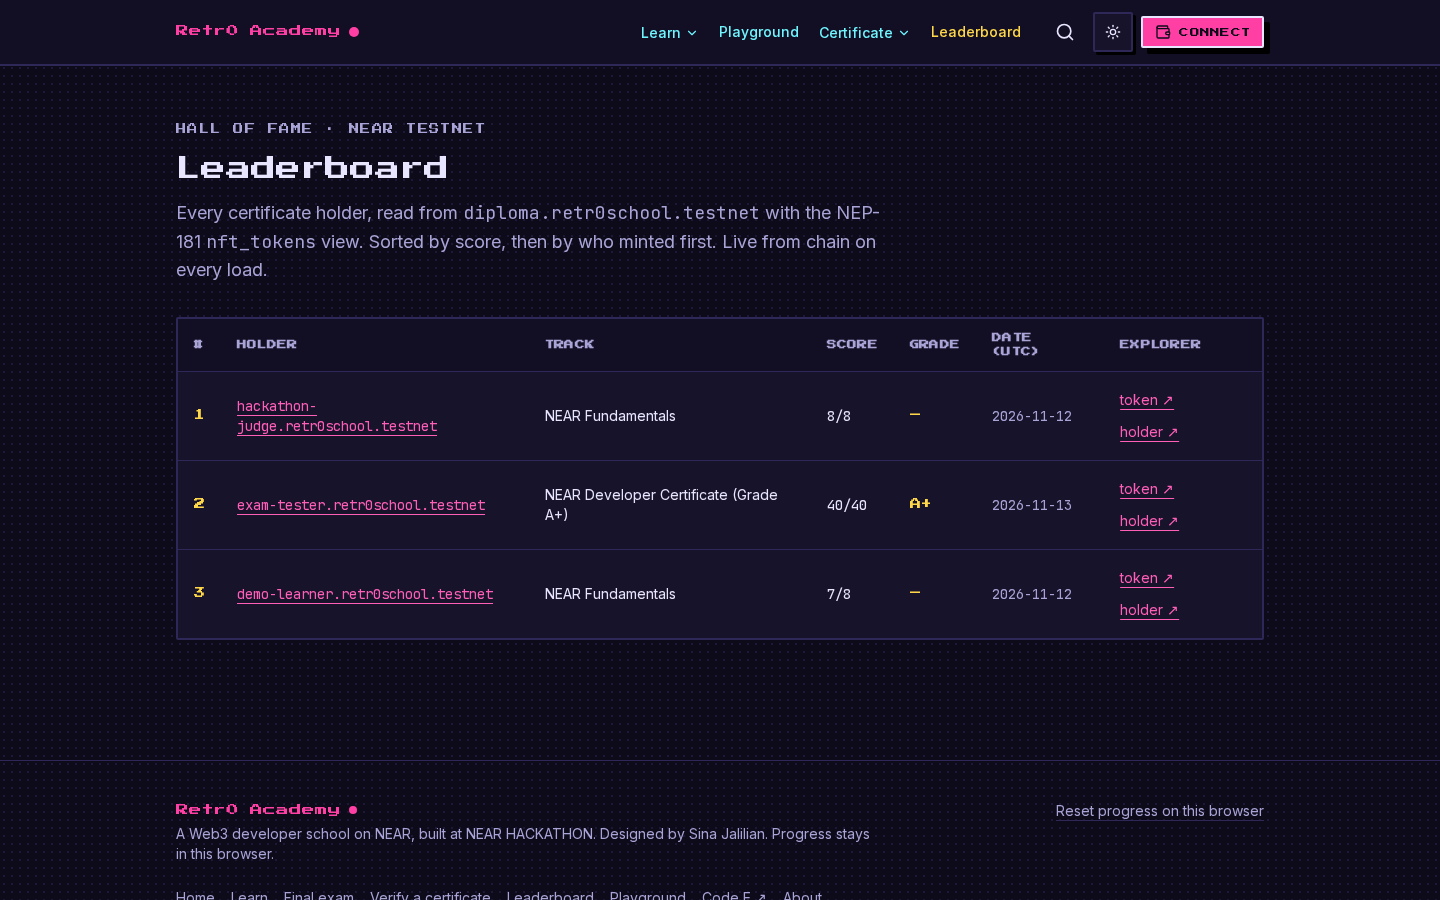 Retr0 Academy
Learn
Playground
Certificate
Leaderboard
CONNECT
HALL OF FAME · NEAR TESTNET
Leaderboard
Every certificate holder, read from diploma.retr0school.testnet with the NEP-
181 nft_tokens view. Sorted by score, then by who minted first. Live from chain on
every load.
# HOLDER TRACK SCORE GRADE DATE (UTC) EXPLORER
1 hackathon-judge.retr0school.testnet NEAR Fundamentals 8/8 — 2026-11-12 token ↗ holder ↗
2 exam-tester.retr0school.testnet NEAR Developer Certificate (Grade A+) 40/40 A+ 2026-11-13 token ↗ holder ↗
3 demo-learner.retr0school.testnet NEAR Fundamentals 7/8 — 2026-11-12 token ↗ holder ↗
Retr0 Academy
Reset progress on this browser
A Web3 developer school on NEAR, built at NEAR HACKATHON. Designed by Sina Jalilian. Progress stays
in this browser.
Home Learn Final exam Verify a certificate Leaderboard Playground Code F ↗ About